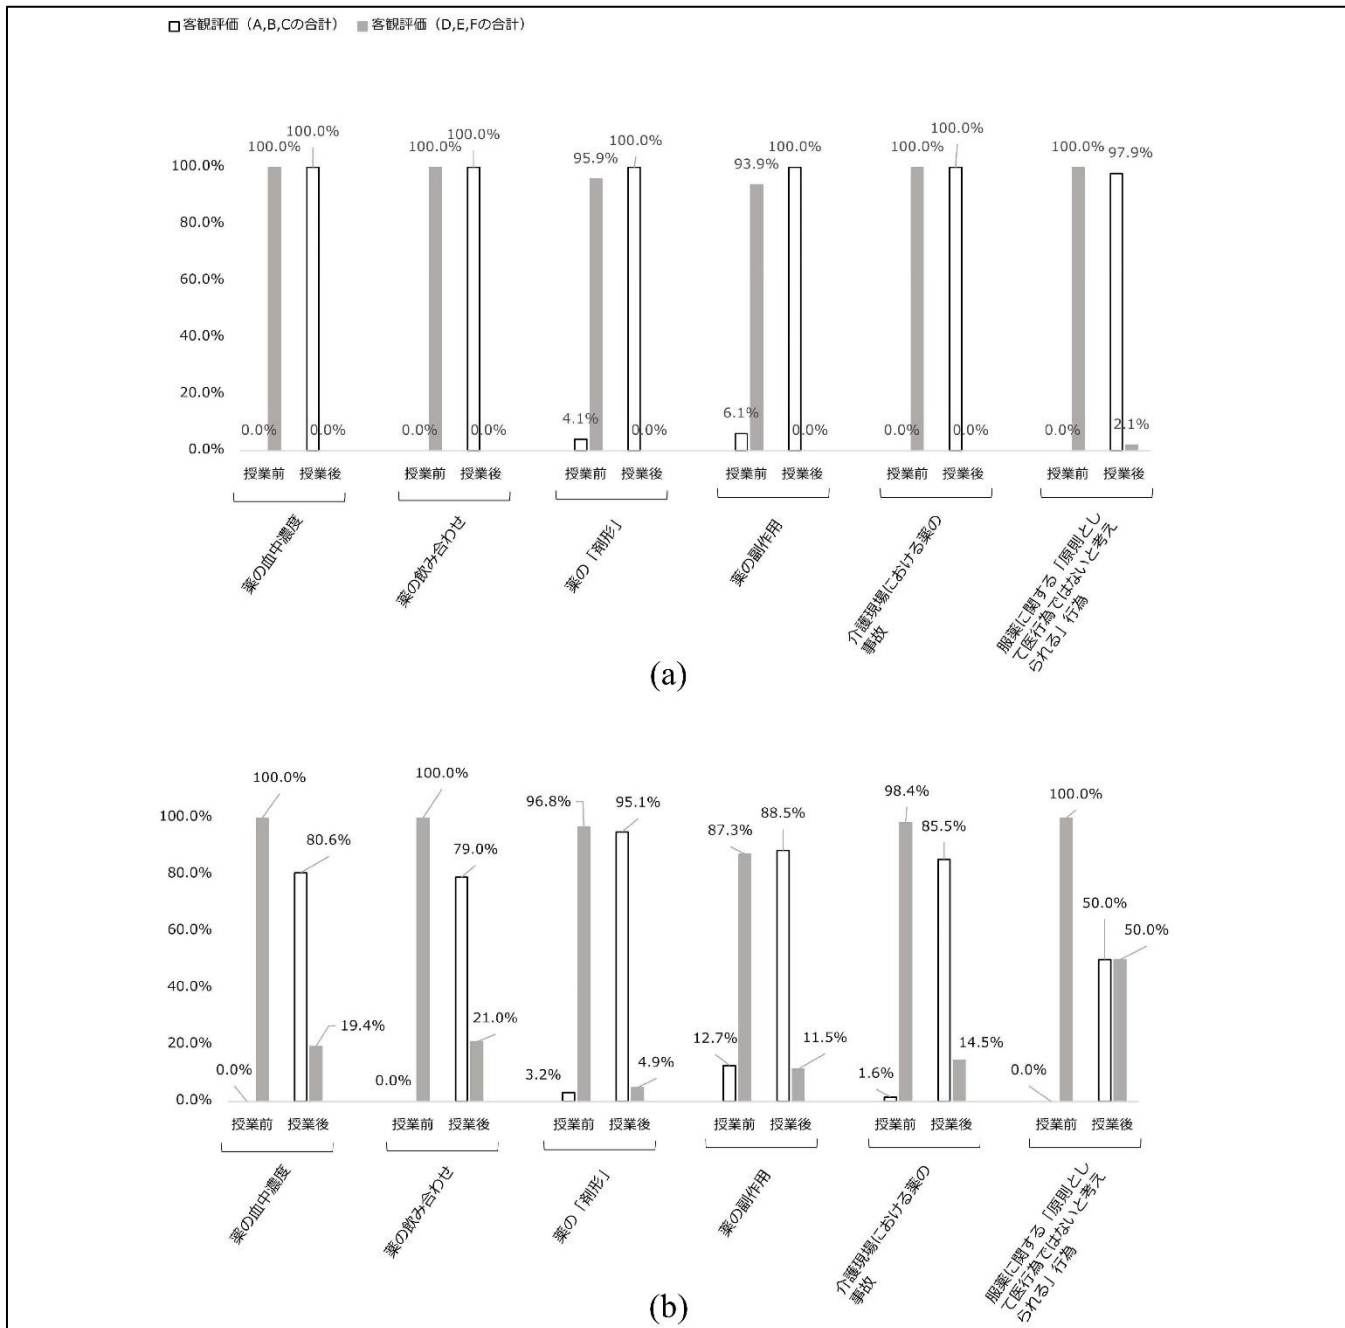 客観評価（A,B,Cの合計） 客観評価（D,E,Fの合計）
100.0% 100.0% 100.0% 100.0% 95.9% 100.0% 93.9% 100.0% 100.0% 100.0% 100.0% 97.9%
100.0%
80.0%
60.0%
40.0%
20.0%
0.0%
0.0% 0.0% 0.0% 0.0% 4.1% 0.0% 6.1% 0.0% 0.0% 0.0% 0.0% 2.1%
授業前 授業後 授業前 授業後 授業前 授業後 授業前 授業後 授業前 授業後 授業前 授業後
薬の血中濃度
薬の飲み合わせ
薬の「剤形」
薬の副作用
介護現場における薬の
事故
服薬に関する「原則とし
て医行為ではないと考え
られる」行為
(a)
100.0% 80.6% 100.0% 79.0% 96.8% 95.1% 87.3% 88.5% 98.4% 85.5% 100.0% 50.0% 50.0%
100.0%
80.0%
60.0%
40.0%
20.0%
0.0%
0.0% 19.4% 0.0% 21.0% 3.2% 4.9% 12.7% 11.5% 1.6% 14.5% 0.0%
授業前 授業後 授業前 授業後 授業前 授業後 授業前 授業後 授業前 授業後 授業前 授業後
薬の血中濃度
薬の飲み合わせ
薬の「剤形」
薬の副作用
介護現場における薬の
事故
服薬に関する「原則とし
て医行為ではないと考え
られる」行為
(b)